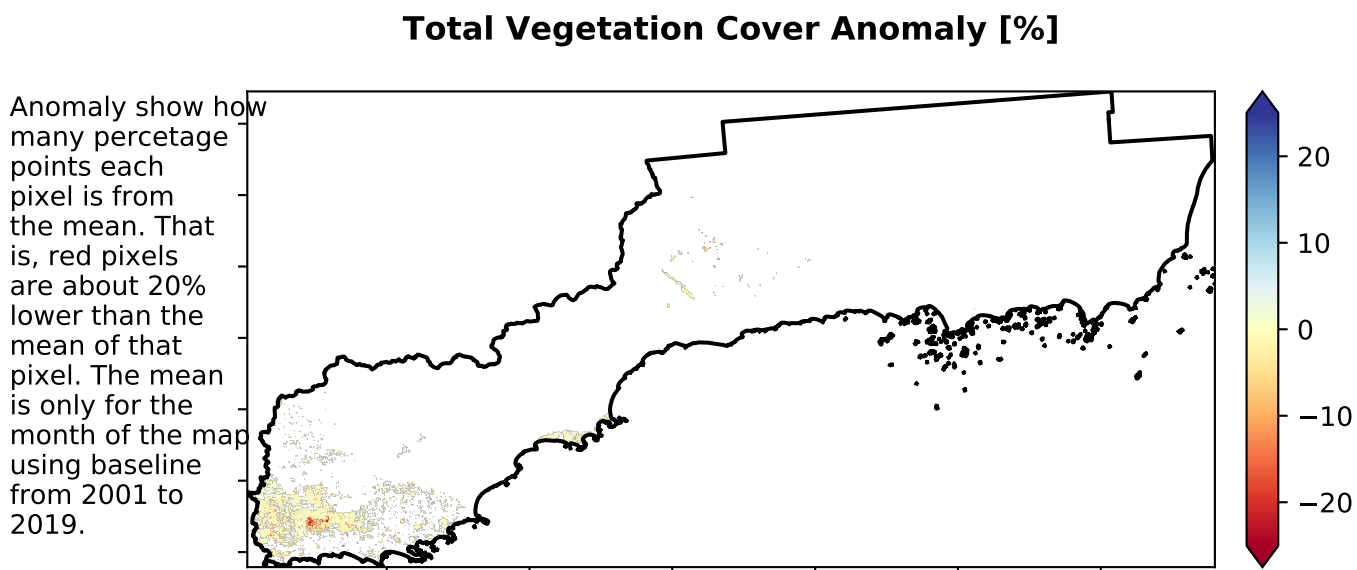 Total Vegetation Cover Anomaly [%]
Anomaly show how
many percetage
points each
pixel is from
the mean. That
is, red pixels
are about 20%
lower than the
mean of that
pixel. The mean
is only for the
month of the map
using baseline
from 2001 to
2019.
20
10
0
−10
−20